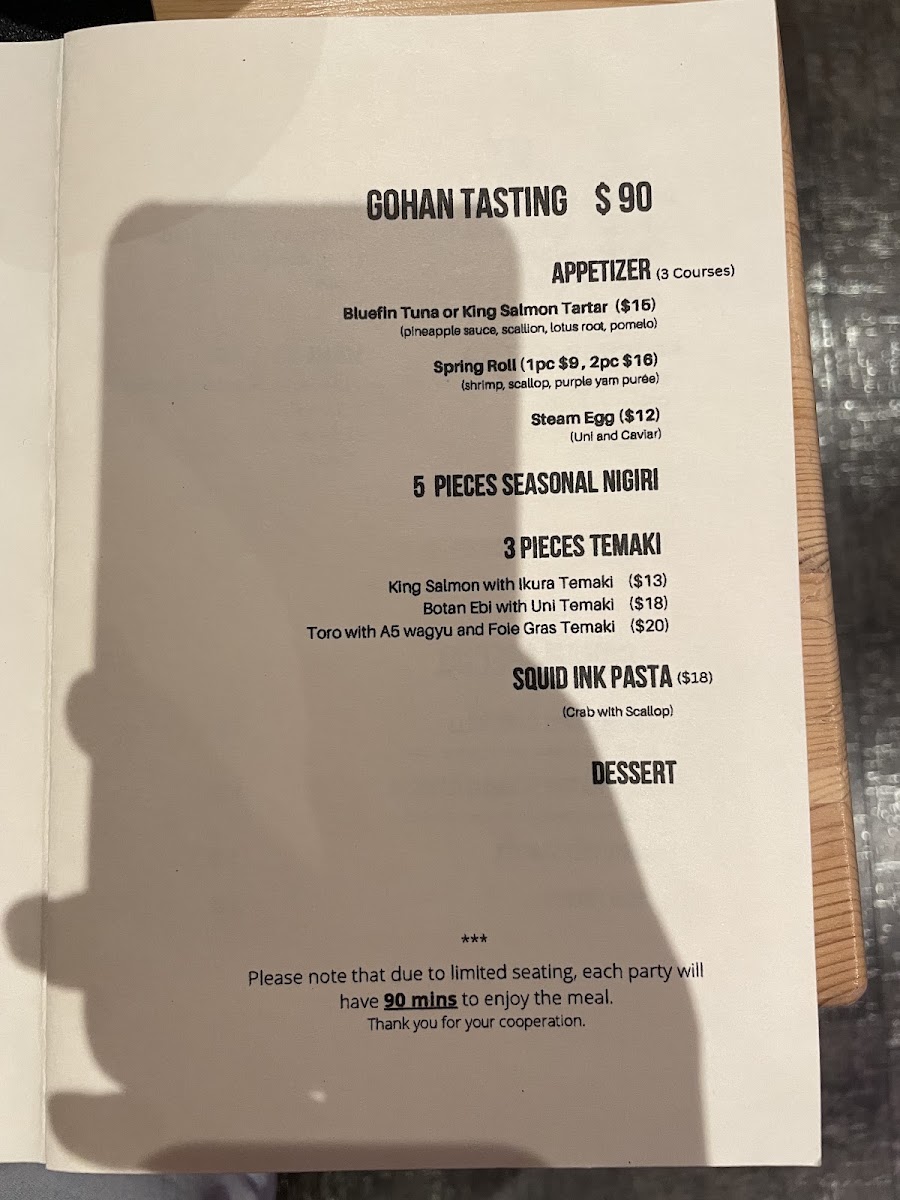 GOHAN TASTING $ 90
APPETIZER (3 Courses)
Bluefin Tuna or King Salmon Tartar ($15)
(pineapple sauce, scallion, lotus root, pomelo)
Spring Roll (1pc $9, 2pc $16)
(shrimp, scallop, purple yam purée)
Steam Egg ($12)
(Uni and Caviar)
5 PIECES SEASONAL NIGIRI
3 PIECES TEMAKI
King Salmon with Ikura Temaki ($13)
Botan Ebi with Uni Temaki ($18)
Toro with A5 wagyu and Foie Gras Temaki ($20)
SQUID INK PASTA ($18)
(Crab with Scallop)
DESSERT
***
Please note that due to limited seating, each party will
have 90 mins to enjoy the meal.
Thank you for your cooperation.